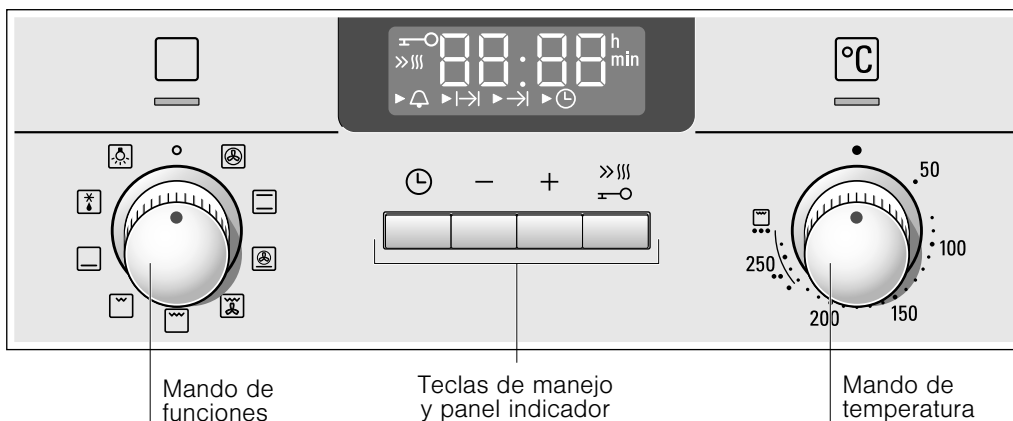 88:88 h
min
°C
50
100
150
200
250
Mando de
funciones
Teclas de manejo
y panel indicador
Mando de
temperatura